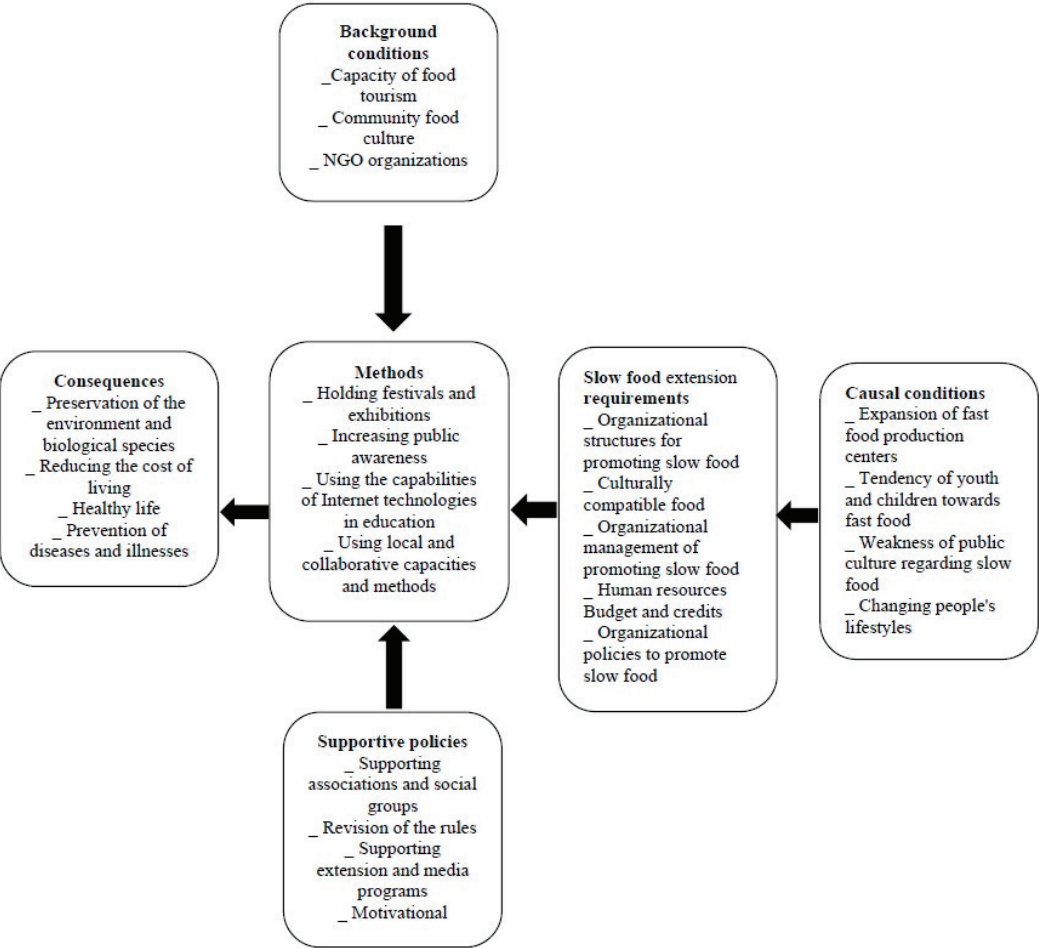 Background
conditions
_Capacity of food
tourism
_ Community food
culture
_ NGO organizations
Consequences
_ Preservation of the
environment and
biological species
_ Reducing the cost of
living
_ Healthy life
_ Prevention of
diseases and illnesses
Methods
_ Holding festivals and
exhibitions
_ Increasing public
awareness
_ Using the capabilities
of Internet technologies
in education
_ Using local and
collaborative capacities
and methods
Slow food extension
requirements
_ Organizational
structures for
promoting slow food
_ Culturally
compatible food
_ Organizational
management of
promoting slow food
_ Human resources
Budget and credits
_ Organizational
policies to promote
slow food
Causal conditions
_ Expansion of fast
food production
centers
_ Tendency of youth
and children towards
fast food
_ Weakness of public
culture regarding slow
food
_ Changing people's
lifestyles
Supportive policies
_ Supporting
associations and social
groups
_ Revision of the rules
_ Supporting
extension and media
programs
_ Motivational